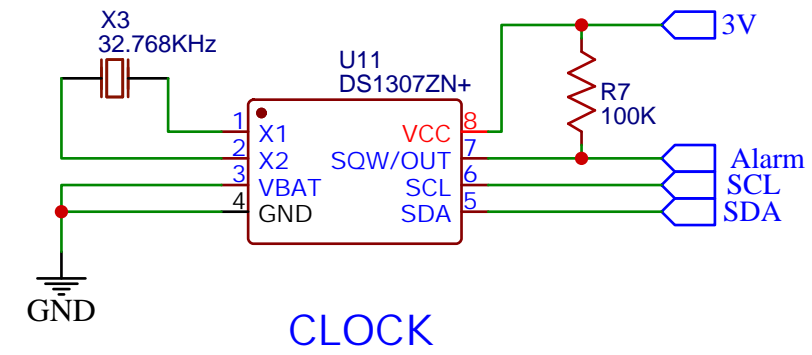 X3
32.768KHz
U11
DS1307ZN+
3V
R7
100K
1
X1
2
X2
3
VBAT
4
GND
8
VCC
7
SQW/OUT
6
SCL
5
SDA
Alarm
SCL
SDA
GND
CLOCK